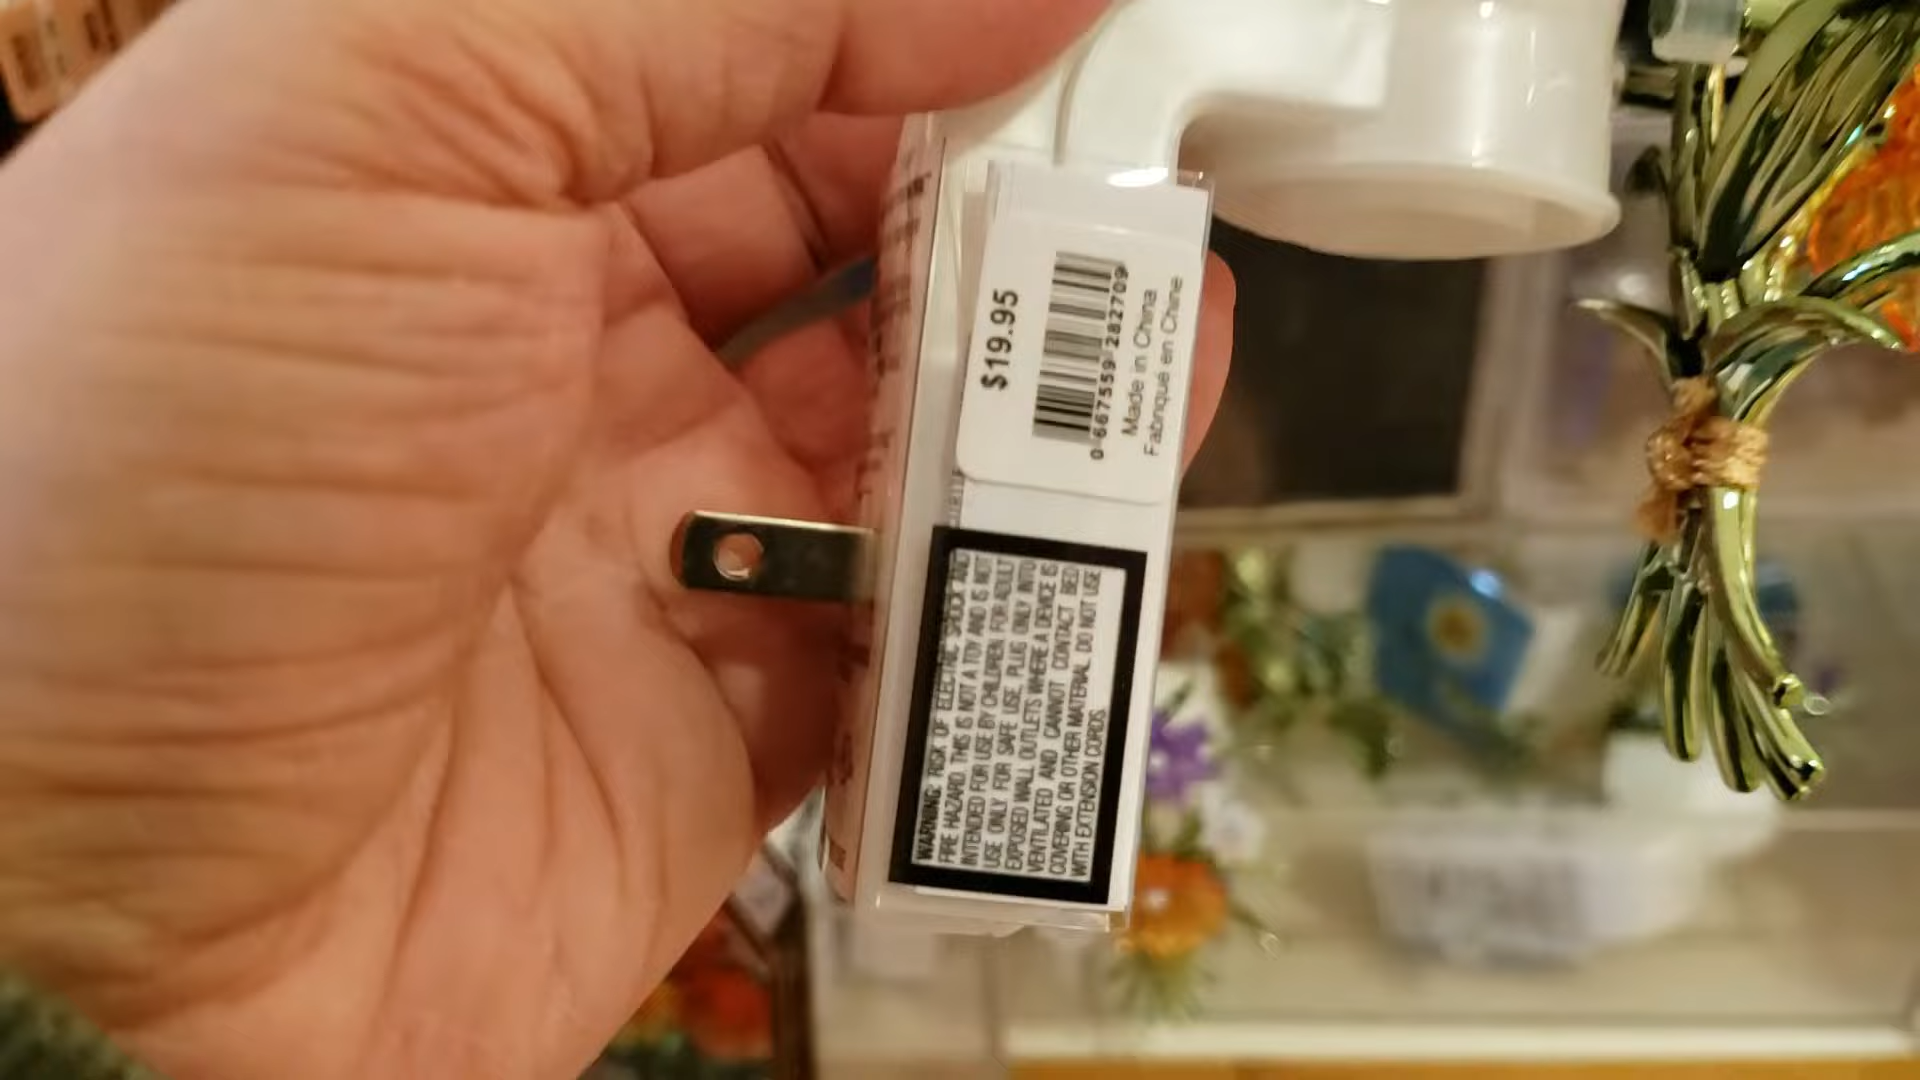 $19.95
0 667559 282709
Made in China
Fabriqué en Chine
WARNING: RISK OF ELECTRIC SHOCK AND
FIRE HAZARD. THIS IS NOT A TOY AND IS NOT
INTENDED FOR USE BY CHILDREN. FOR ADULT
USE ONLY. FOR SAFE USE, PLUG ONLY INTO
EXPOSED WALL OUTLETS WHERE A DEVICE IS
VENTILATED AND CANNOT CONTACT BED
COVERING OR OTHER MATERIAL. DO NOT USE
WITH EXTENSION CORDS.